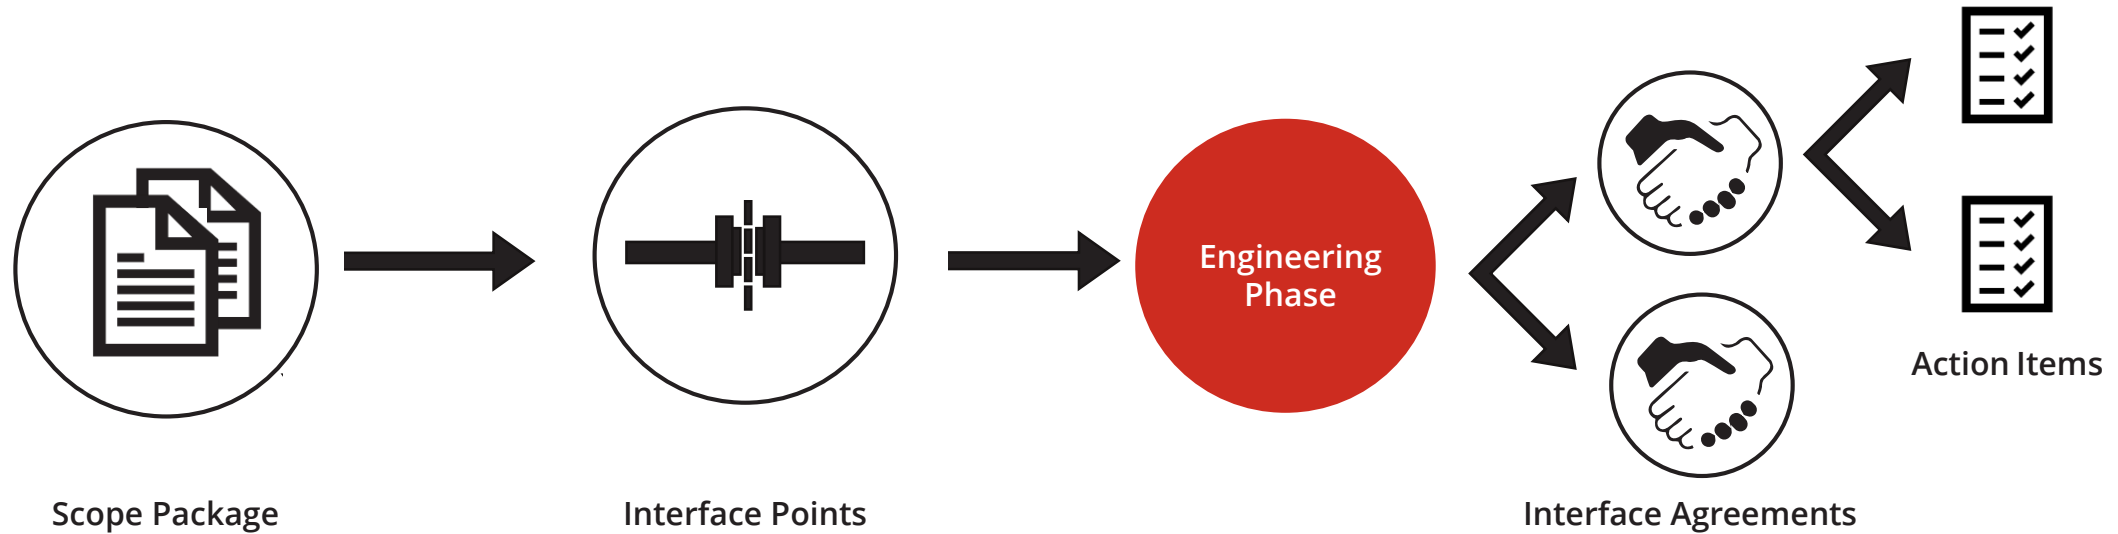 Engineering
Phase
Action Items
Scope Package
Interface Points
Interface Agreements